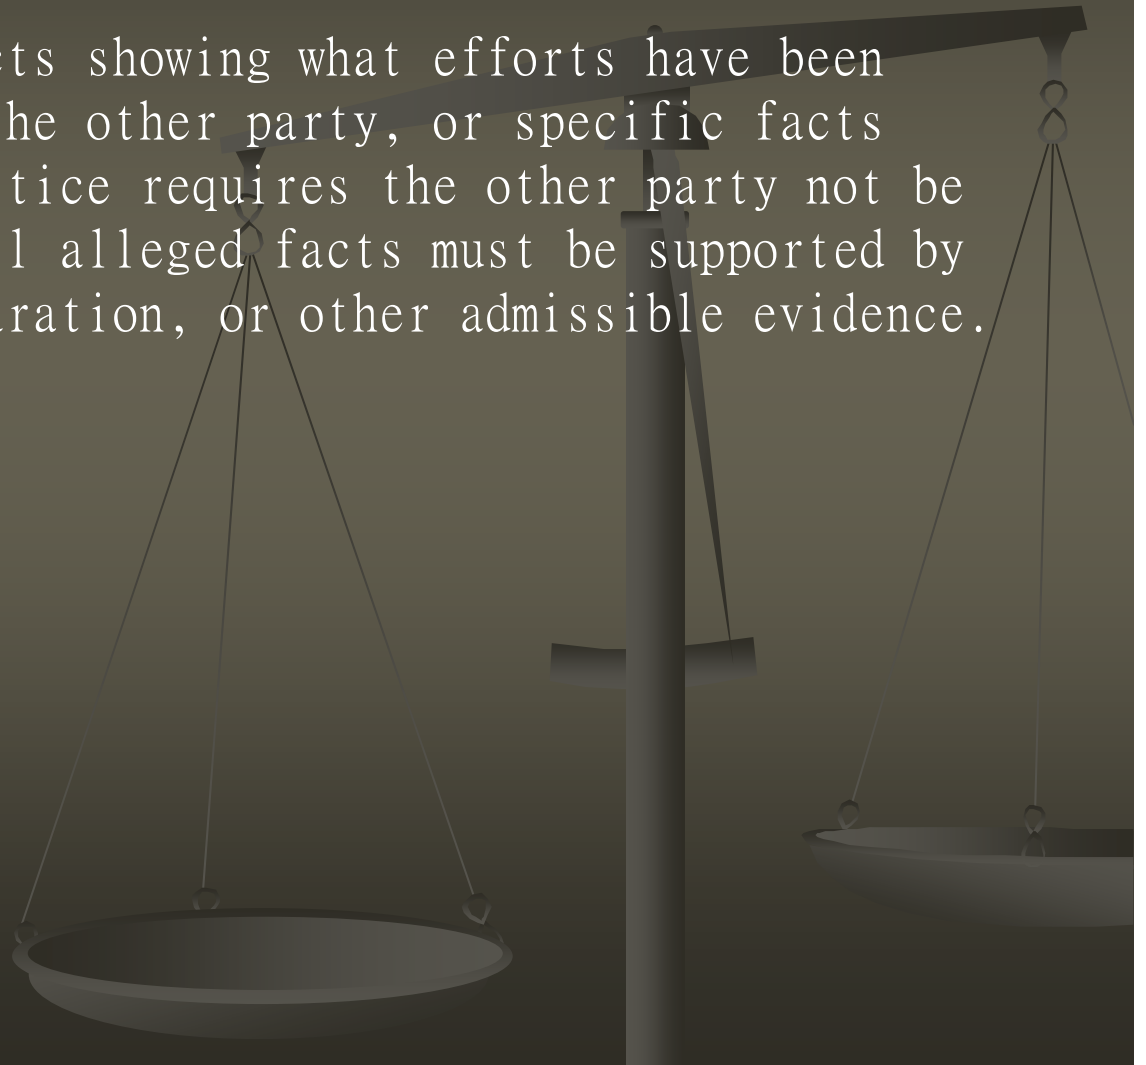 ts showing what efforts have been
he other party, or specific facts
tice requires the other party not be
l alleged facts must be supported by
ration, or other admissible evidence.